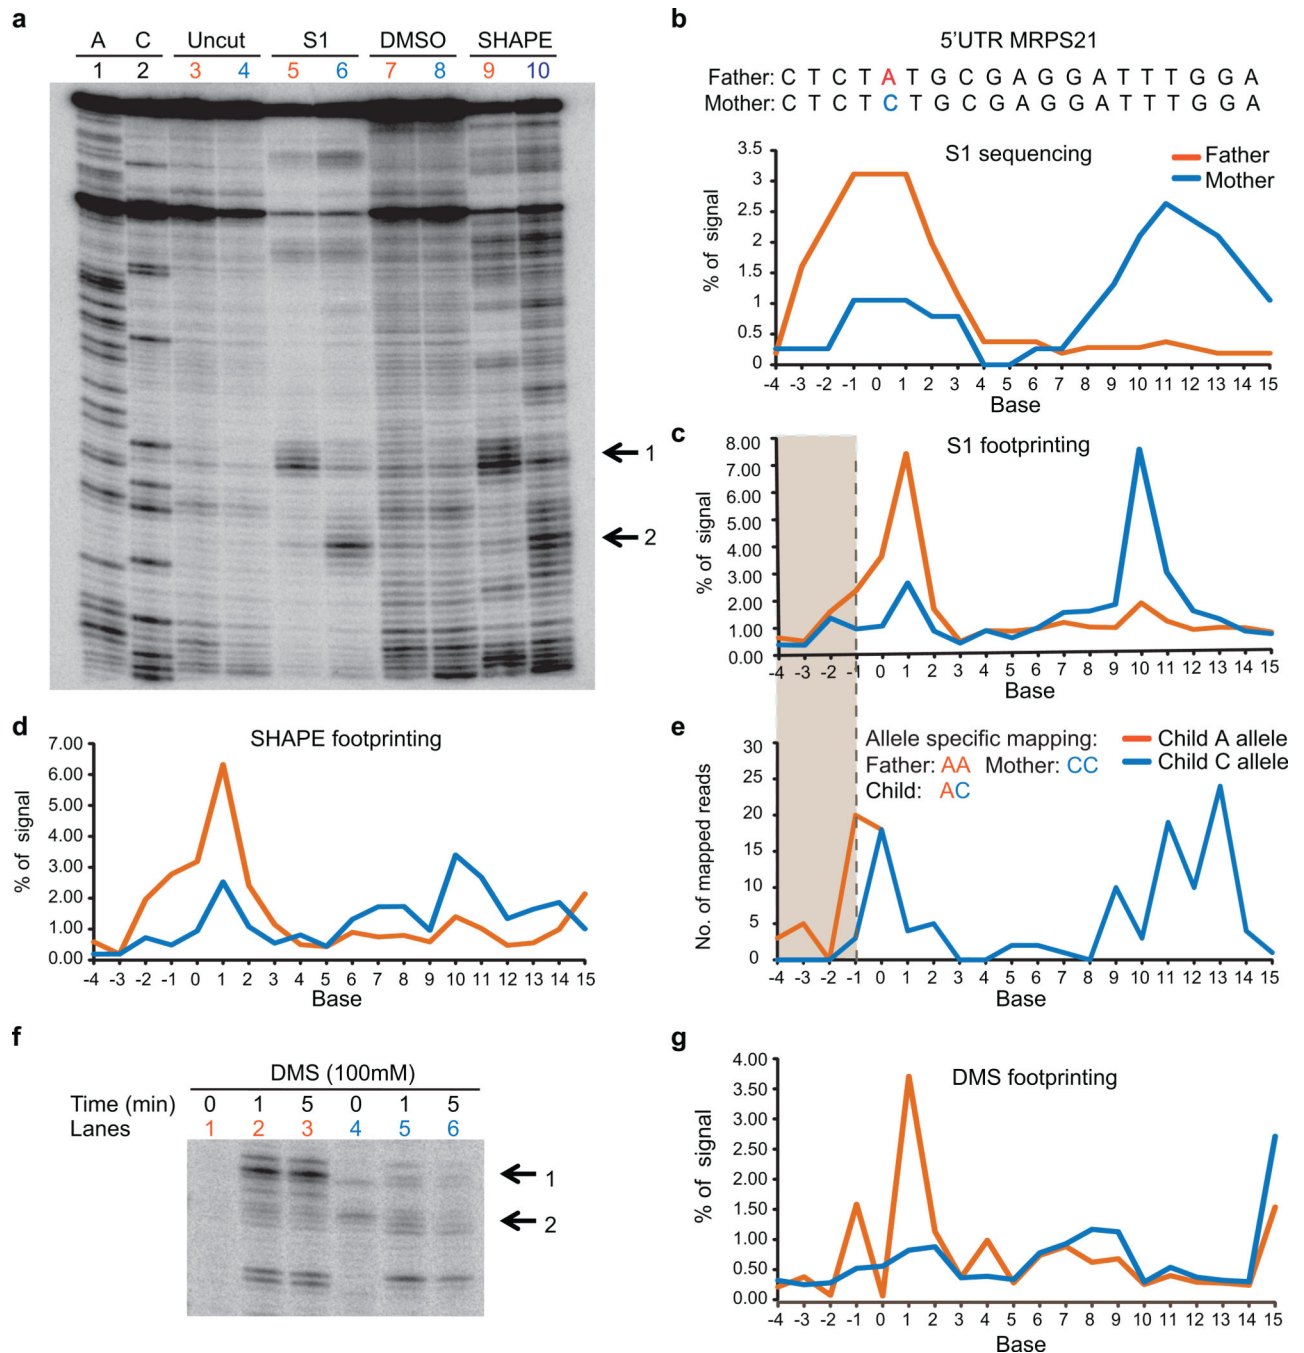 a
A C Uncut S1 DMSO SHAPE
1 2 3 4 5 6 7 8 9 10
1
2
b
5'UTR MRPS21
Father: C T C T A T G C G A G G A T T T G G A
Mother: C T C T C T G C G A G G A T T T G G A
S1 sequencing
Father
Mother
% of signal
3.5
3
2.5
2
1.5
1
0.5
0
-4 -3 -2 -1 0 1 2 3 4 5 6 7 8 9 10 11 12 13 14 15
Base
c
S1 footprinting
% of signal
8.00
7.00
6.00
5.00
4.00
3.00
2.00
1.00
0.00
-4 -3 -2 -1 0 1 2 3 4 5 6 7 8 9 10 11 12 13 14 15
Base
d
SHAPE footprinting
% of signal
7.00
6.00
5.00
4.00
3.00
2.00
1.00
0.00
-4 -3 -2 -1 0 1 2 3 4 5 6 7 8 9 10 11 12 13 14 15
Base
e
Allele specific mapping:
Father: AA Mother: CC
Child: AC
Child A allele
Child C allele
No. of mapped reads
30
25
20
15
10
5
0
-4 -3 -2 -1 0 1 2 3 4 5 6 7 8 9 10 11 12 13 14 15
Base
f
DMS (100mM)
Time (min) 0 1 5 0 1 5
Lanes 1 2 3 4 5 6
1
2
g
DMS footprinting
% of signal
4.00
3.50
3.00
2.50
2.00
1.50
1.00
0.50
0.00
-4 -3 -2 -1 0 1 2 3 4 5 6 7 8 9 10 11 12 13 14 15
Base